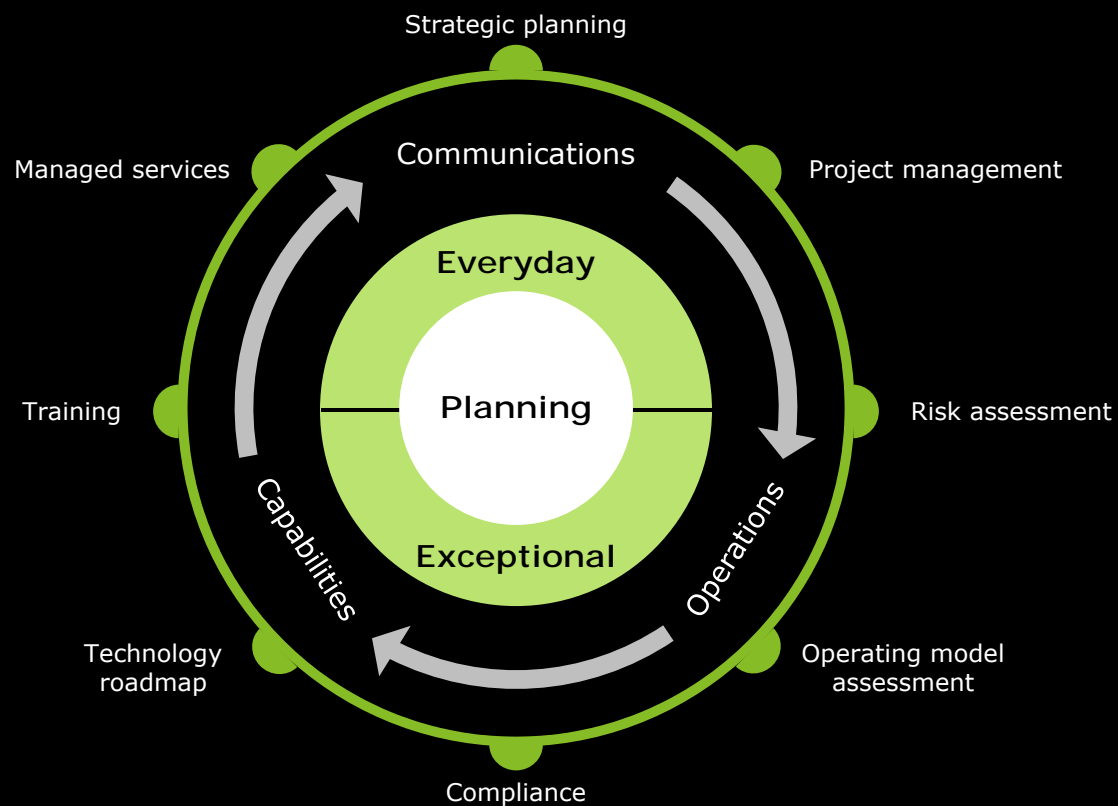 Strategic planning
Communications
Managed services
Project management
Everyday
Planning
Training
Risk assessment
Capabilities
Operations
Exceptional
Technology
roadmap
Operating model
assessment
Compliance